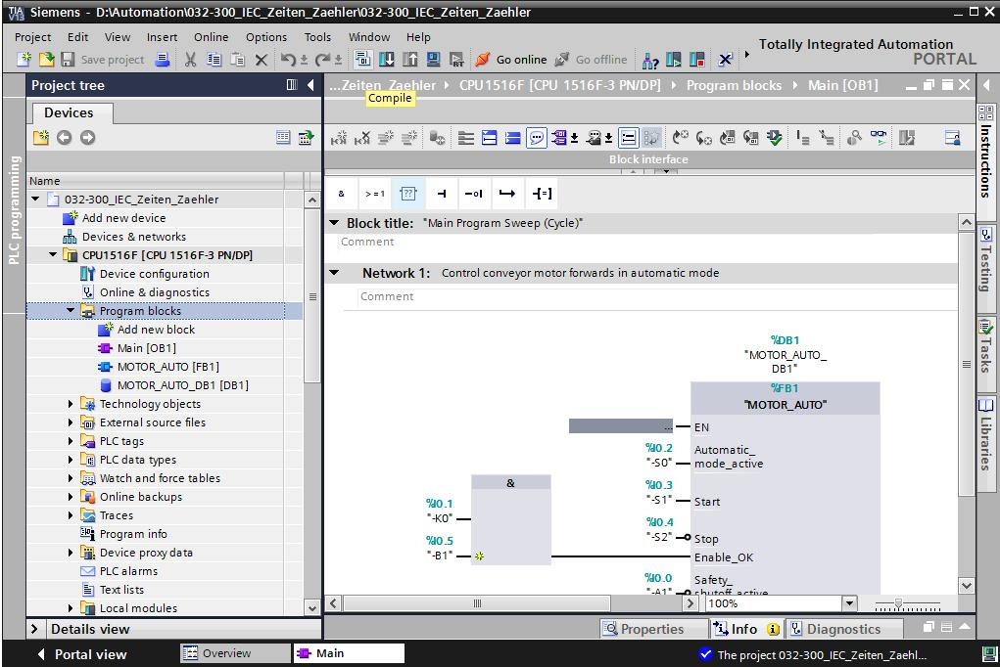 TIA V13 Siemens - D:\Automation\032-300_IEC_Zeiten_Zaehler\032-300_IEC_Zeiten_Zaehler
Project Edit View Insert Online Options Tools Window Help
Totally Integrated Automation
PORTAL
Save project
Go online
Go offline
Project tree
...Zeiten_Zaehler
CPU1516F [CPU 1516F-3 PN/DP]
Program blocks
Main [OB1]
Compile
Devices
Block interface
PLC programming
Name
032-300_IEC_Zeiten_Zaehler
Add new device
Devices & networks
CPU1516F [CPU 1516F-3 PN/DP]
Device configuration
Online & diagnostics
Program blocks
Add new block
Main [OB1]
MOTOR_AUTO [FB1]
MOTOR_AUTO_DB1 [DB1]
Technology objects
External source files
PLC tags
PLC data types
Watch and force tables
Online backups
Traces
Program info
Device proxy data
PLC alarms
Text lists
Local modules
Details view
& >=1 ??
Block title: "Main Program Sweep (Cycle)"
Comment
Network 1: Control conveyor motor forwards in automatic mode
Comment
%DB1
"MOTOR_AUTO_
DB1"
%FB1
"MOTOR_AUTO"
... EN
%I0.2
"-S0"
Automatic_
mode_active
%I0.3
"-S1"
Start
%I0.4
"-S2"
Stop
&
%I0.1
"-K0"
%I0.5
"-B1"
Enable_OK
%I0.0
"-A1"
Safety_
shutoff_active
100%
Instructions
Testing
Tasks
Libraries
Properties
Info
Diagnostics
Portal view
Overview
Main
The project 032-300_IEC_Zeiten_Zaehl...